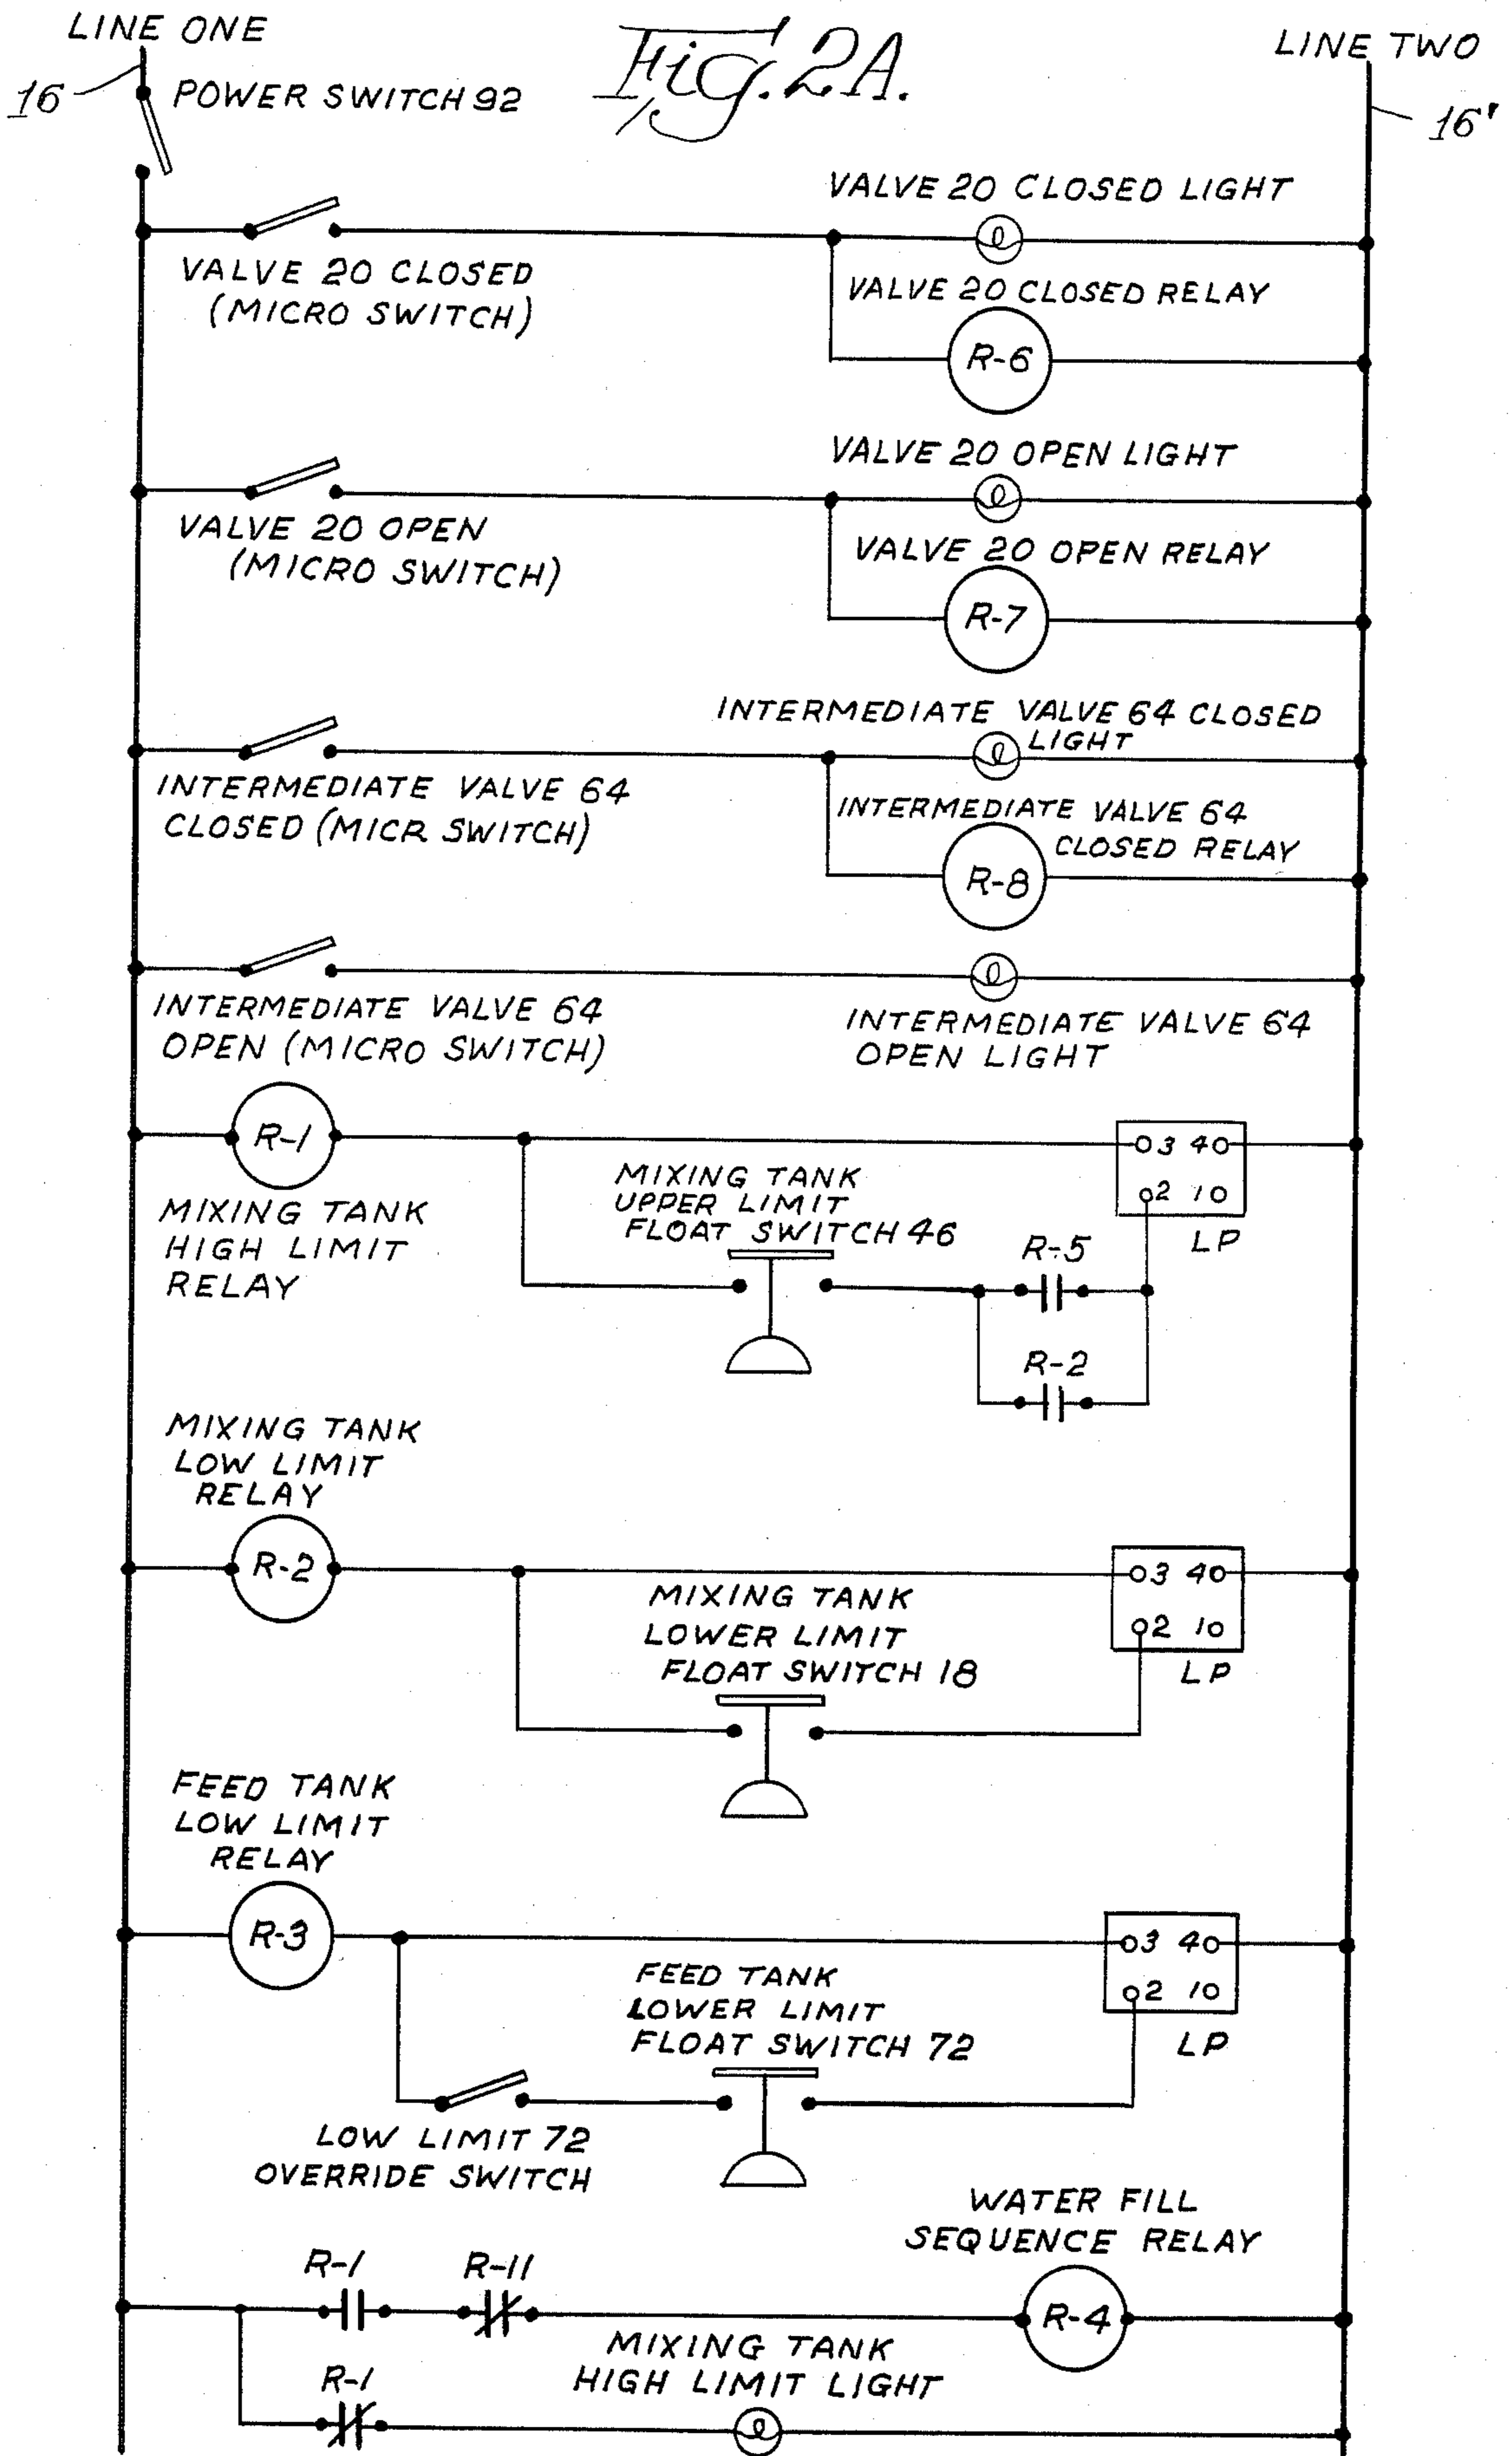 LINE ONE
Fig. 2A.
LINE TWO
16
POWER SWITCH 92
16'
VALVE 20 CLOSED LIGHT
VALVE 20 CLOSED
(MICRO SWITCH)
VALVE 20 CLOSED RELAY
R-6
VALVE 20 OPEN LIGHT
VALVE 20 OPEN
(MICRO SWITCH)
VALVE 20 OPEN RELAY
R-7
INTERMEDIATE VALVE 64 CLOSED
LIGHT
INTERMEDIATE VALVE 64
CLOSED (MICR SWITCH)
INTERMEDIATE VALVE 64
CLOSED RELAY
R-8
INTERMEDIATE VALVE 64
OPEN (MICRO SWITCH)
INTERMEDIATE VALVE 64
OPEN LIGHT
R-1
MIXING TANK
HIGH LIMIT
RELAY
MIXING TANK
UPPER LIMIT
FLOAT SWITCH 46
3 4
2 1
LP
R-5
R-2
MIXING TANK
LOW LIMIT
RELAY
R-2
MIXING TANK
LOWER LIMIT
FLOAT SWITCH 18
3 4
2 1
LP
FEED TANK
LOW LIMIT
RELAY
R-3
FEED TANK
LOWER LIMIT
FLOAT SWITCH 72
3 4
2 1
LP
LOW LIMIT 72
OVERRIDE SWITCH
WATER FILL
SEQUENCE RELAY
R-1
R-11
R-4
MIXING TANK
HIGH LIMIT LIGHT
R-1